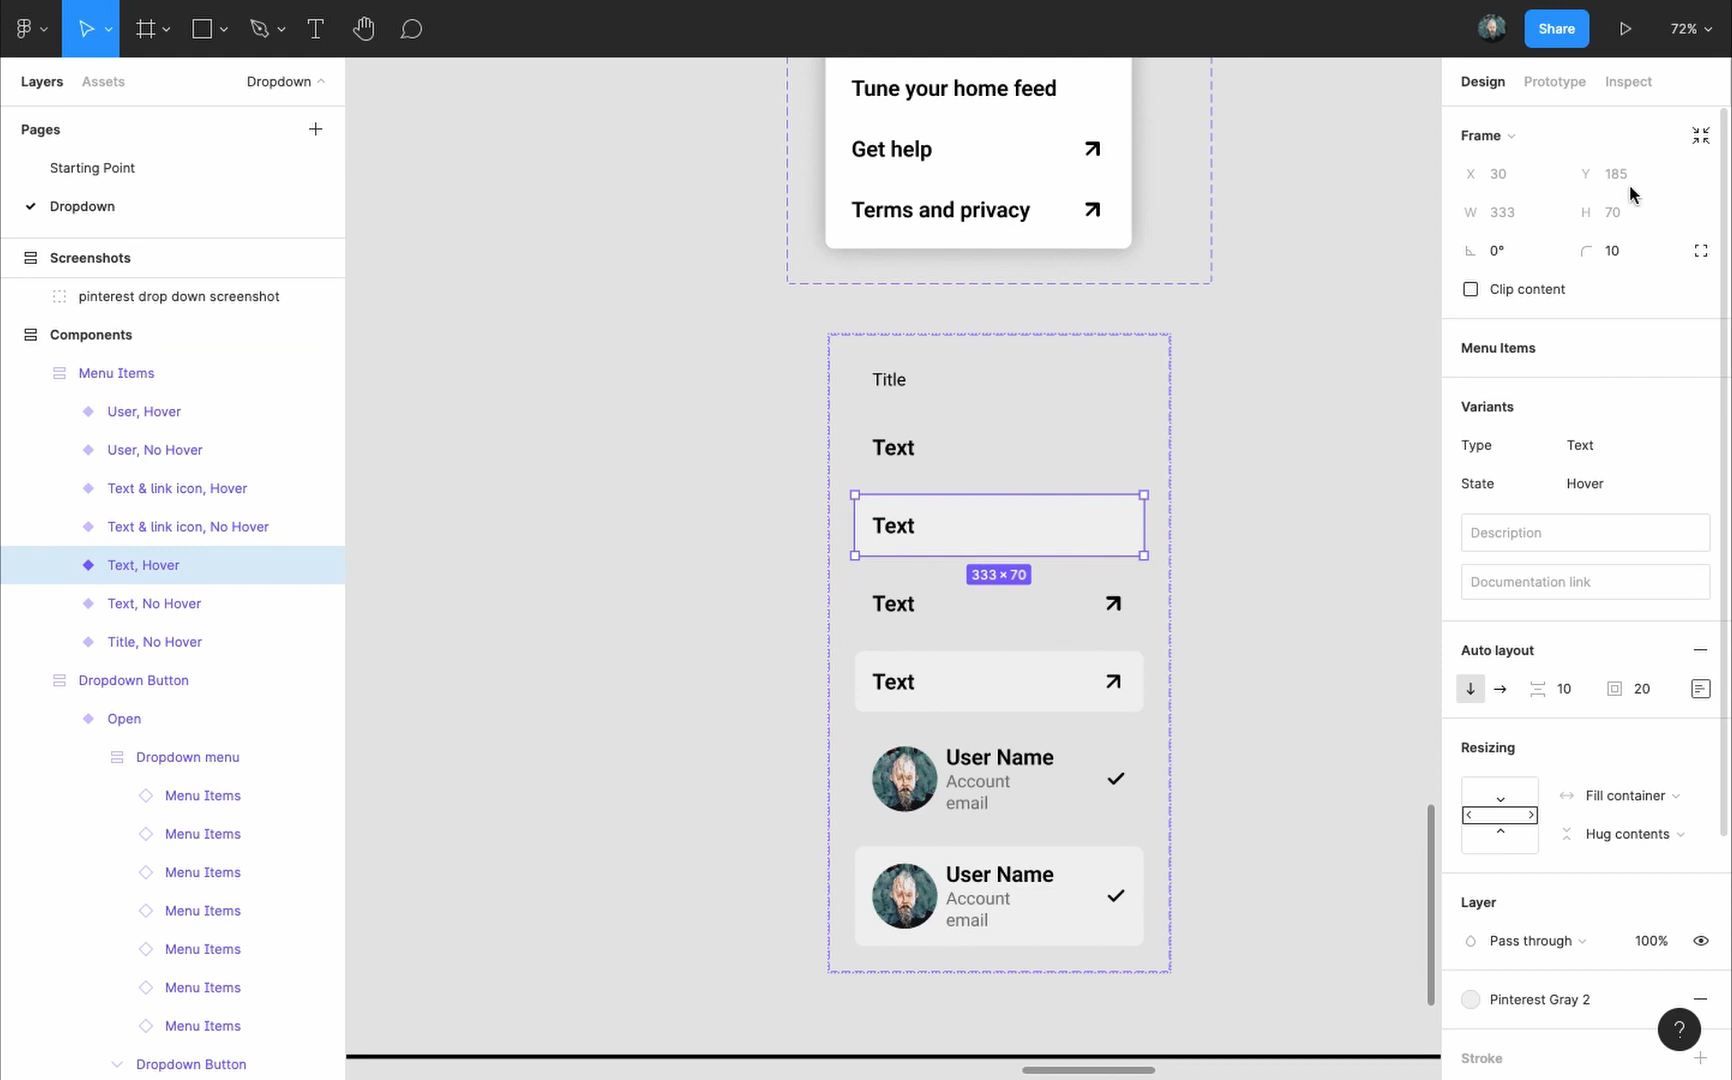 Share
72%
Layers
Assets
Dropdown
Pages
Starting Point
Dropdown
Screenshots
pinterest drop down screenshot
Components
Menu Items
User, Hover
User, No Hover
Text & link icon, Hover
Text & link icon, No Hover
Text, Hover
Text, No Hover
Title, No Hover
Dropdown Button
Open
Dropdown menu
Menu Items
Menu Items
Menu Items
Menu Items
Menu Items
Menu Items
Menu Items
Dropdown Button
Tune your home feed
Get help
Terms and privacy
Title
Text
Text
333 × 70
Text
Text
User Name
Account
email
User Name
Account
email
Design
Prototype
Inspect
Frame
X 30
Y 185
W 333
H 70
0°
10
Clip content
Menu Items
Variants
Type Text
State Hover
Description
Documentation link
Auto layout
10
20
Resizing
Fill container
Hug contents
Layer
Pass through
100%
Pinterest Gray 2
?
Stroke